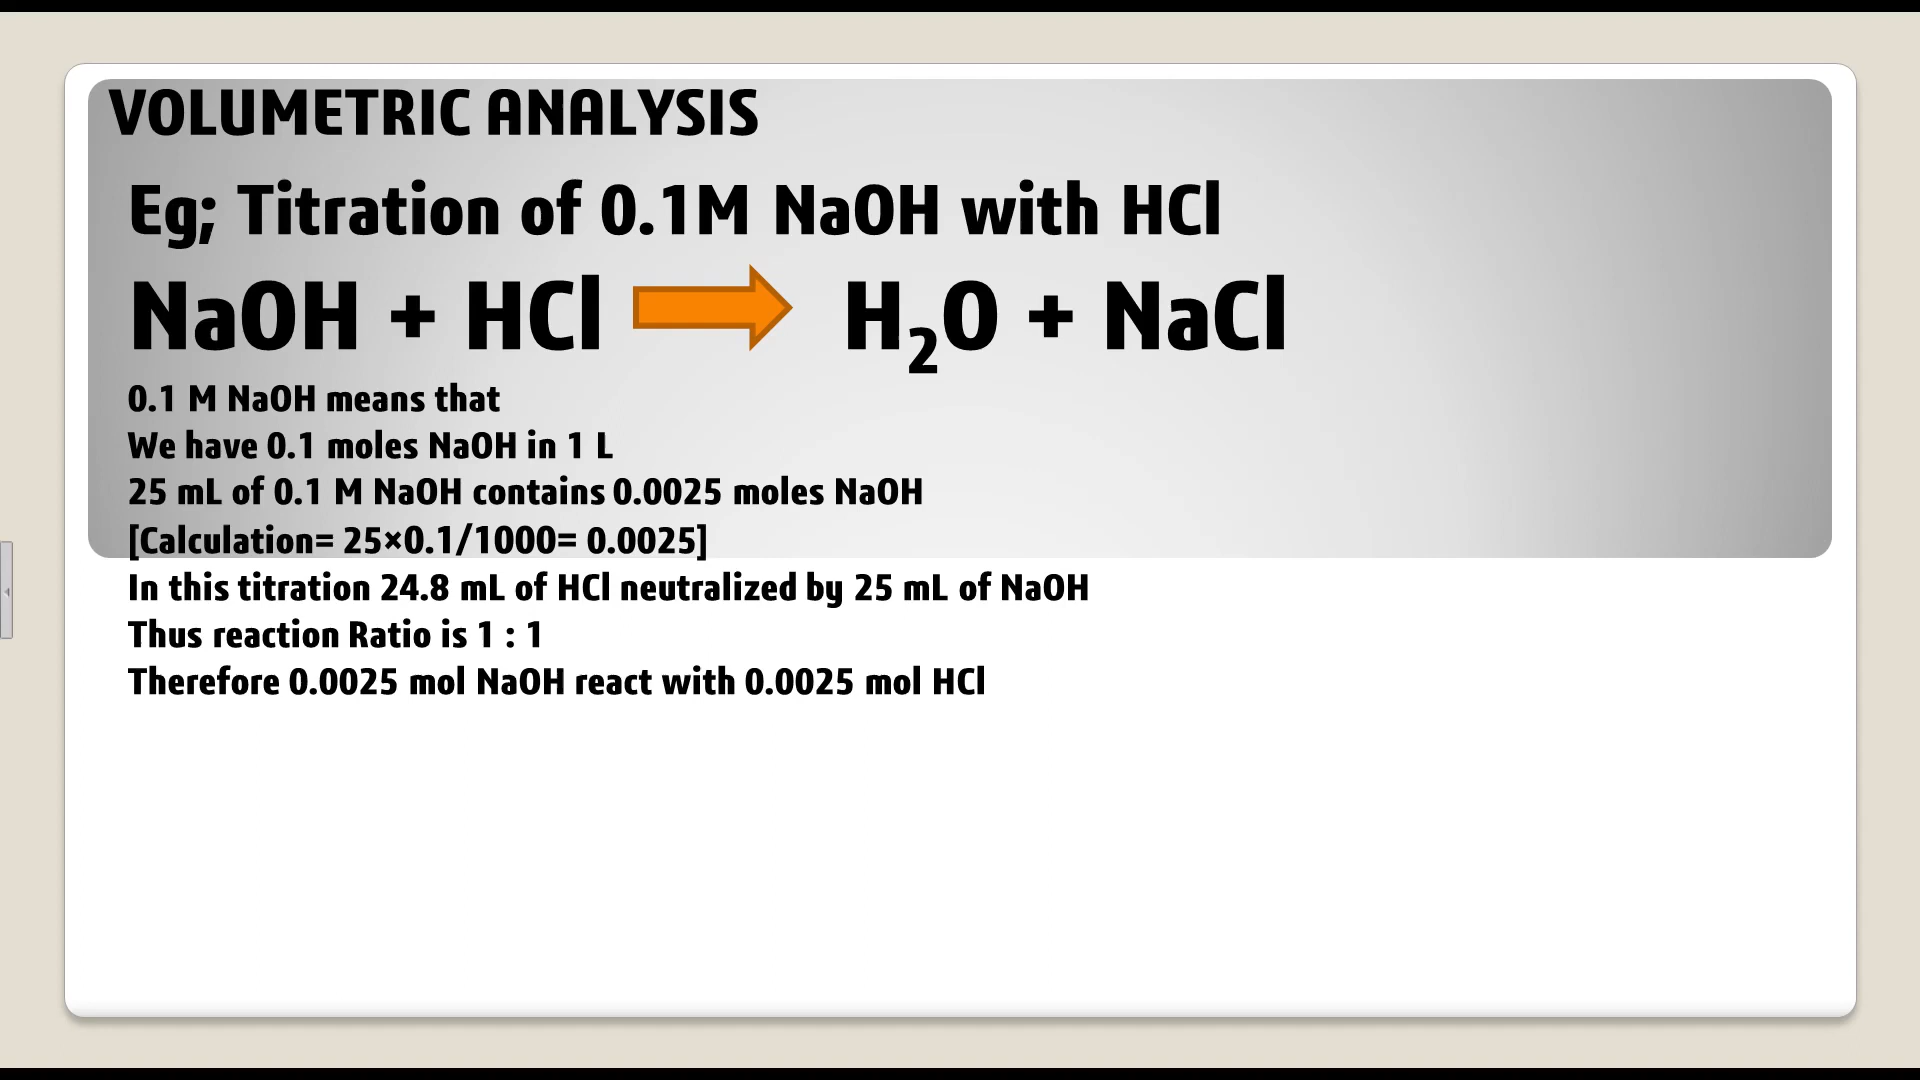 VOLUMETRIC ANALYSIS
Eg; Titration of 0.1M NaOH with HCl
NaOH + HCl H₂O + NaCl
0.1 M NaOH means that
We have 0.1 moles NaOH in 1 L
25 mL of 0.1 M NaOH contains 0.0025 moles NaOH
[Calculation= 25×0.1/1000= 0.0025]
In this titration 24.8 mL of HCl neutralized by 25 mL of NaOH
Thus reaction Ratio is 1 : 1
Therefore 0.0025 mol NaOH react with 0.0025 mol HCl